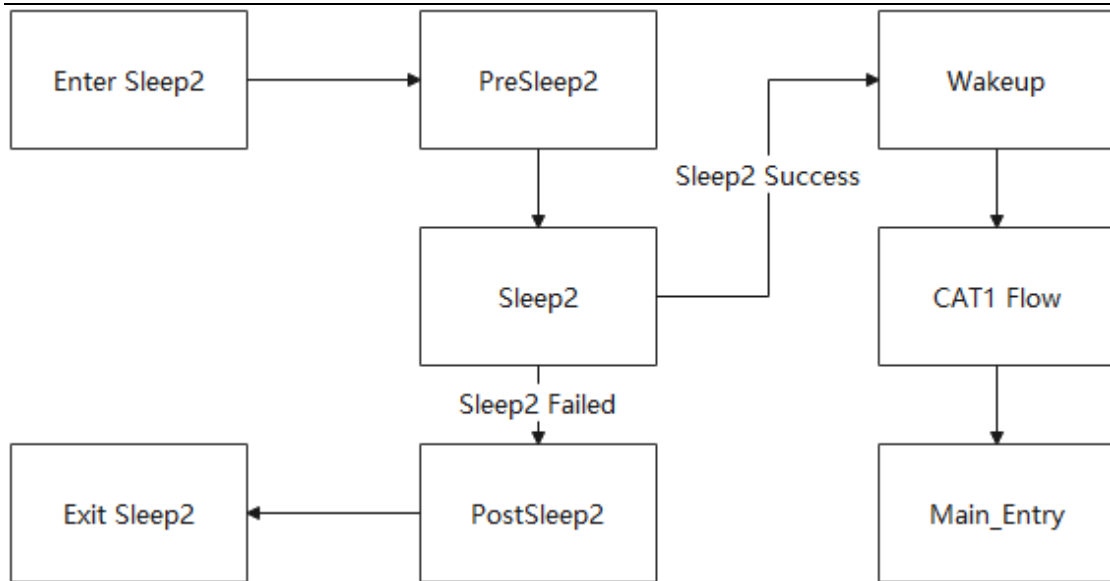 Enter Sleep2
PreSleep2
Wakeup
Sleep2 Success
Sleep2
CAT1 Flow
Sleep2 Failed
Exit Sleep2
PostSleep2
Main_Entry